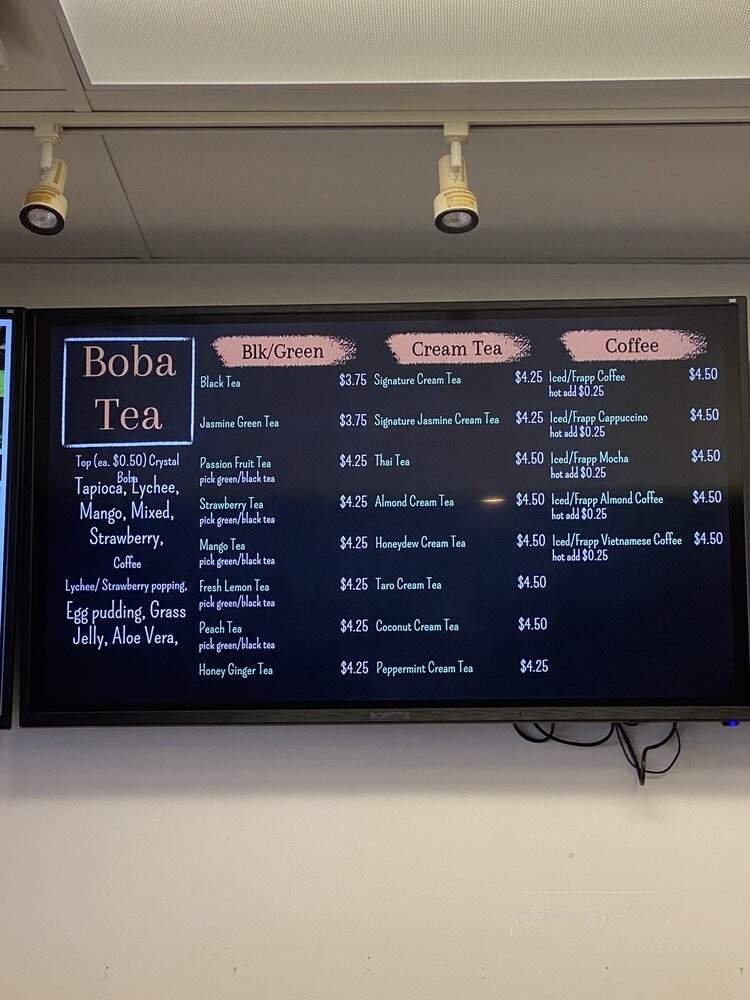 Boba
Tea
Top (ea. $0.50) Crystal
Boba
Tapioca, Lychee,
Mango, Mixed,
Strawberry,
Coffee
Lychee/ Strawberry popping,
Egg pudding, Grass
Jelly, Aloe Vera,
Blk/Green
Black Tea $3.75
Jasmine Green Tea $3.75
Passion Fruit Tea $4.25
pick green/black tea
Strawberry Tea $4.25
pick green/black tea
Mango Tea $4.25
pick green/black tea
Fresh Lemon Tea $4.25
pick green/black tea
Peach Tea $4.25
pick green/black tea
Honey Ginger Tea $4.25
Cream Tea
Signature Cream Tea $4.25
Signature Jasmine Cream Tea $4.25
Thai Tea $4.50
Almond Cream Tea $4.50
Honeydew Cream Tea $4.50
Taro Cream Tea $4.50
Coconut Cream Tea $4.50
Peppermint Cream Tea $4.25
Coffee
Iced/Frapp Coffee $4.50
hot add $0.25
Iced/Frapp Cappuccino $4.50
hot add $0.25
Iced/Frapp Mocha $4.50
hot add $0.25
Iced/Frapp Almond Coffee $4.50
hot add $0.25
Iced/Frapp Vietnamese Coffee $4.50
hot add $0.25